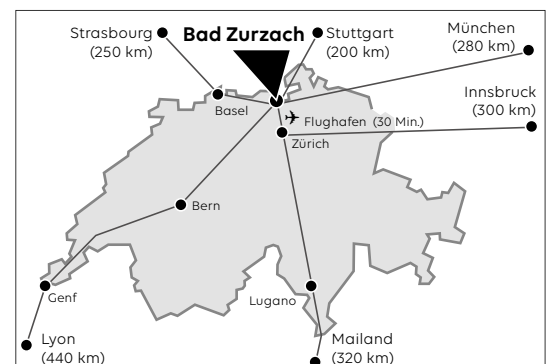 Strasbourg
(250 km)
Bad Zurzach
Stuttgart
(200 km)
München
(280 km)
Innsbruck
(300 km)
Basel
Flughafen (30 Min.)
Zürich
Bern
Genf
Lugano
Lyon
(440 km)
Mailand
(320 km)